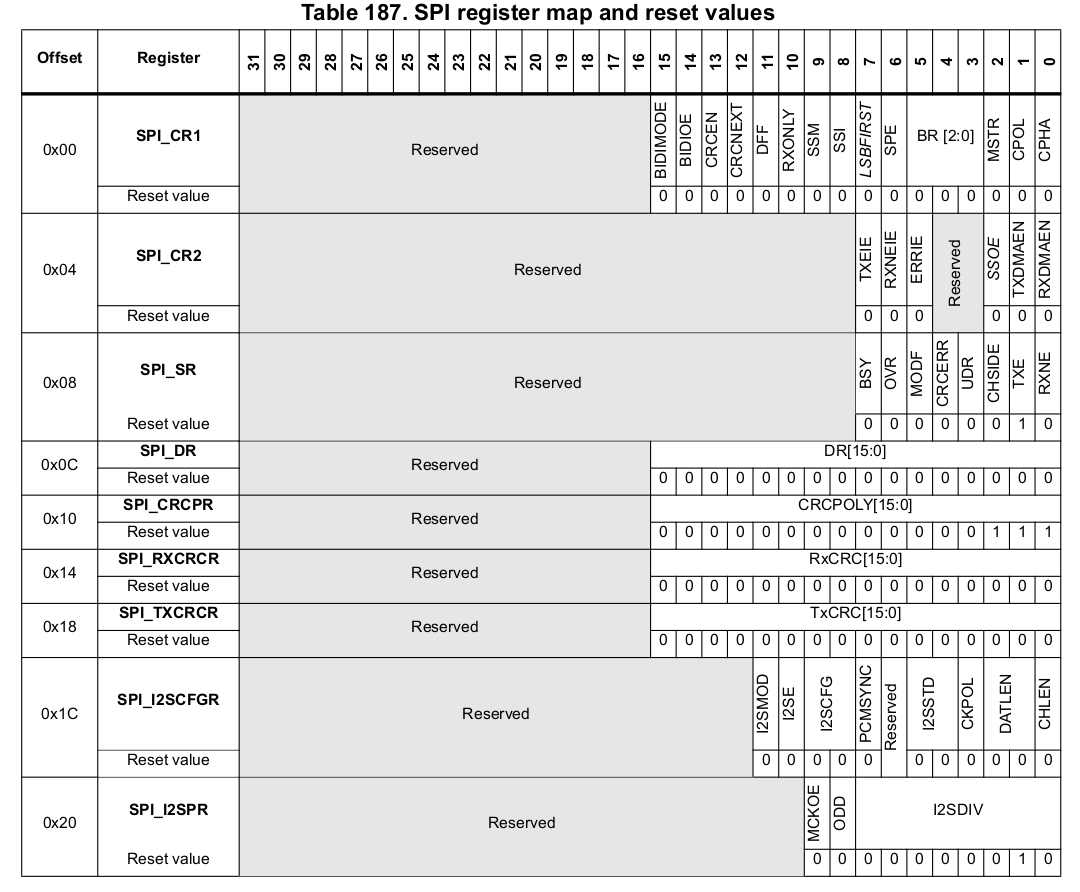 Table 187. SPI register map and reset values
Offset Register 31 30 29 28 27 26 25 24 23 22 21 20 19 18 17 16 15 14 13 12 11 10 9 8 7 6 5 4 3 2 1 0
0x00 SPI_CR1 Reserved BIDIMODE BIDIOE CRCEN CRCNEXT DFF RXONLY SSM SSI LSBFIRST SPE BR [2:0] MSTR CPOL CPHA
Reset value 0 0 0 0 0 0 0 0 0 0 0 0 0 0 0 0
0x04 SPI_CR2 Reserved TXEIE RXNEIE ERRIE Reserved SSOE TXDMAEN RXDMAEN
Reset value 0 0 0 0 0 0
0x08 SPI_SR Reserved BSY OVR MODF CRCERR UDR CHSIDE TXE RXNE
Reset value 0 0 0 0 0 0 1 0
0x0C SPI_DR Reserved DR[15:0]
Reset value 0 0 0 0 0 0 0 0 0 0 0 0 0 0 0 0
0x10 SPI_CRCPR Reserved CRCPOLY[15:0]
Reset value 0 0 0 0 0 0 0 0 0 0 0 0 0 1 1 1
0x14 SPI_RXCRCR Reserved RxCRC[15:0]
Reset value 0 0 0 0 0 0 0 0 0 0 0 0 0 0 0 0
0x18 SPI_TXCRCR Reserved TxCRC[15:0]
Reset value 0 0 0 0 0 0 0 0 0 0 0 0 0 0 0 0
0x1C SPI_I2SCFGR Reserved I2SMOD I2SE I2SCFG PCMSYNC Reserved I2SSTD CKPOL DATLEN CHLEN
Reset value 0 0 0 0 0 0 0 0 0 0 0
0x20 SPI_I2SPR Reserved MCKOE ODD I2SDIV
Reset value 0 0 0 0 0 0 0 0 1 0